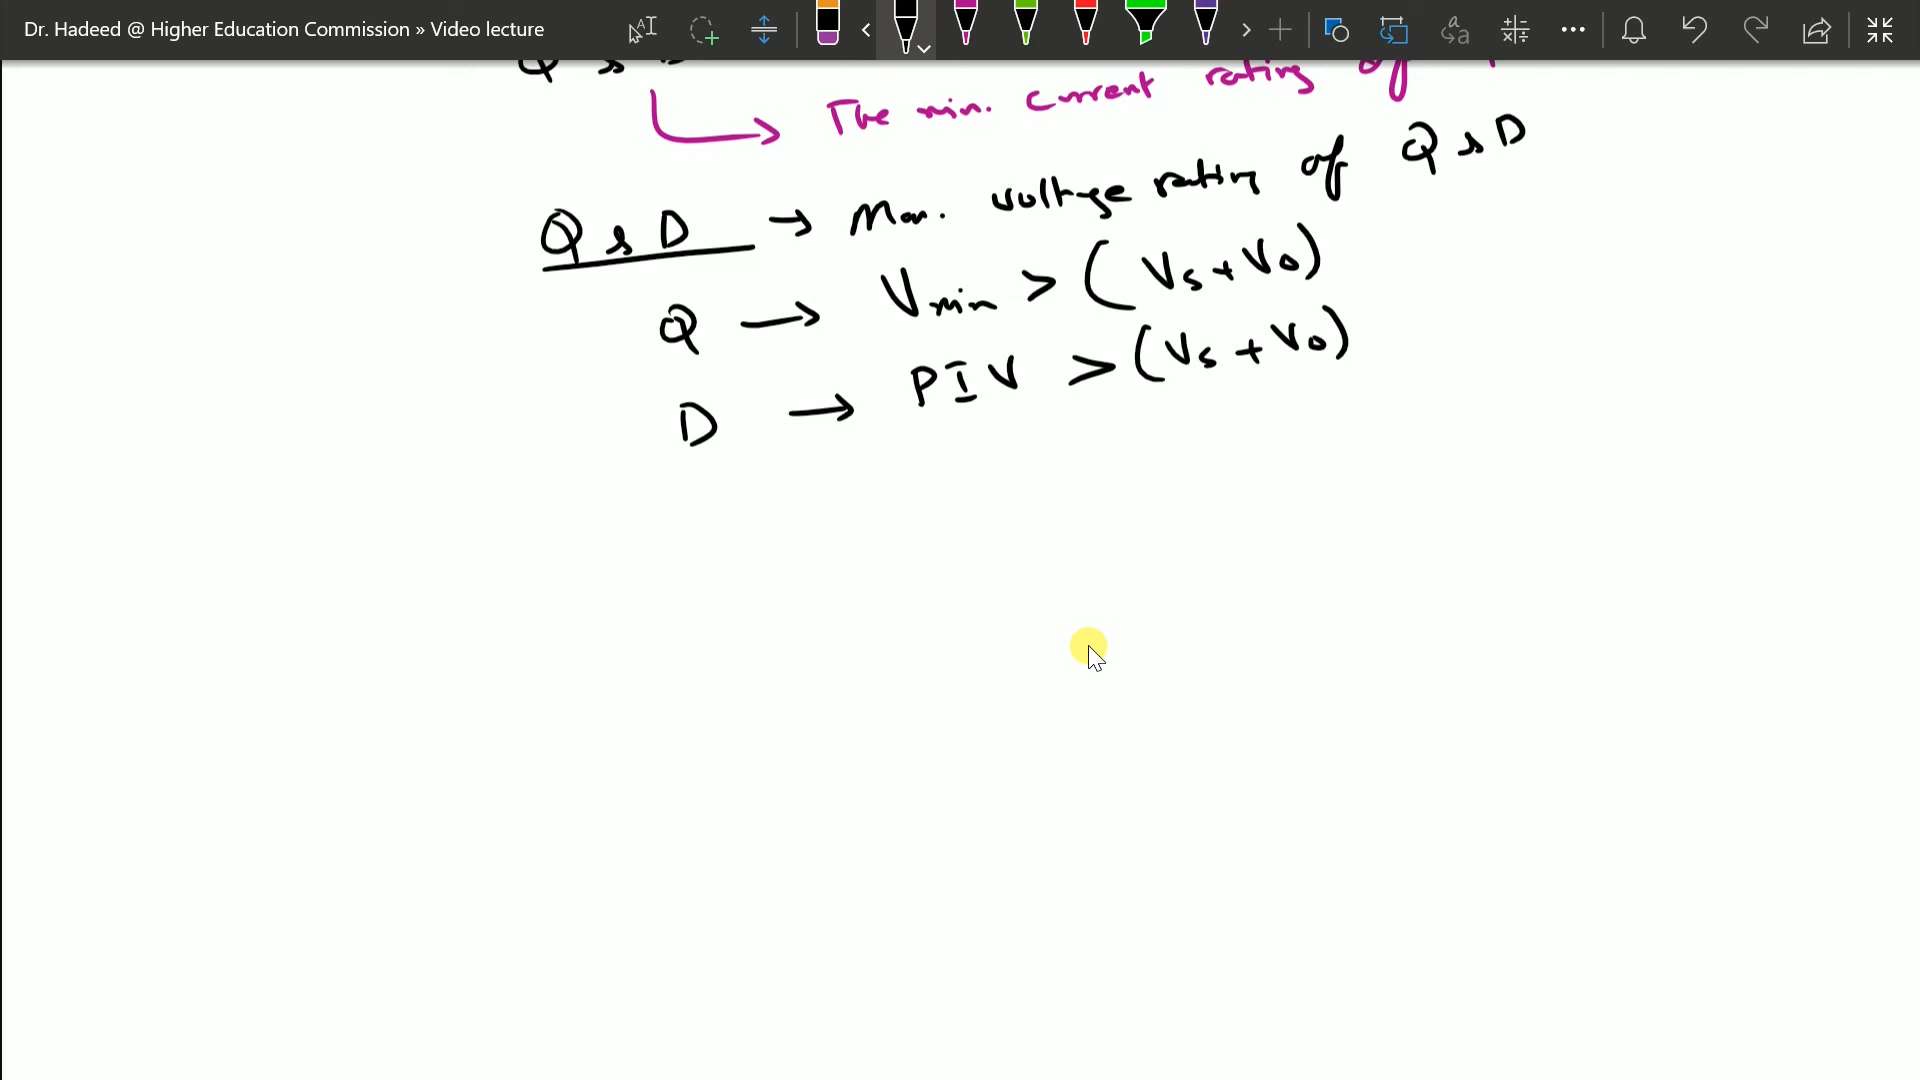 Dr. Hadeed @ Higher Education Commission » Video lecture
Q & D
The min. current rating of
Q & D → Max. voltage rating of Q & D
Q → Vmin > (Vs + Vo)
D → PIV > (Vs + Vo)